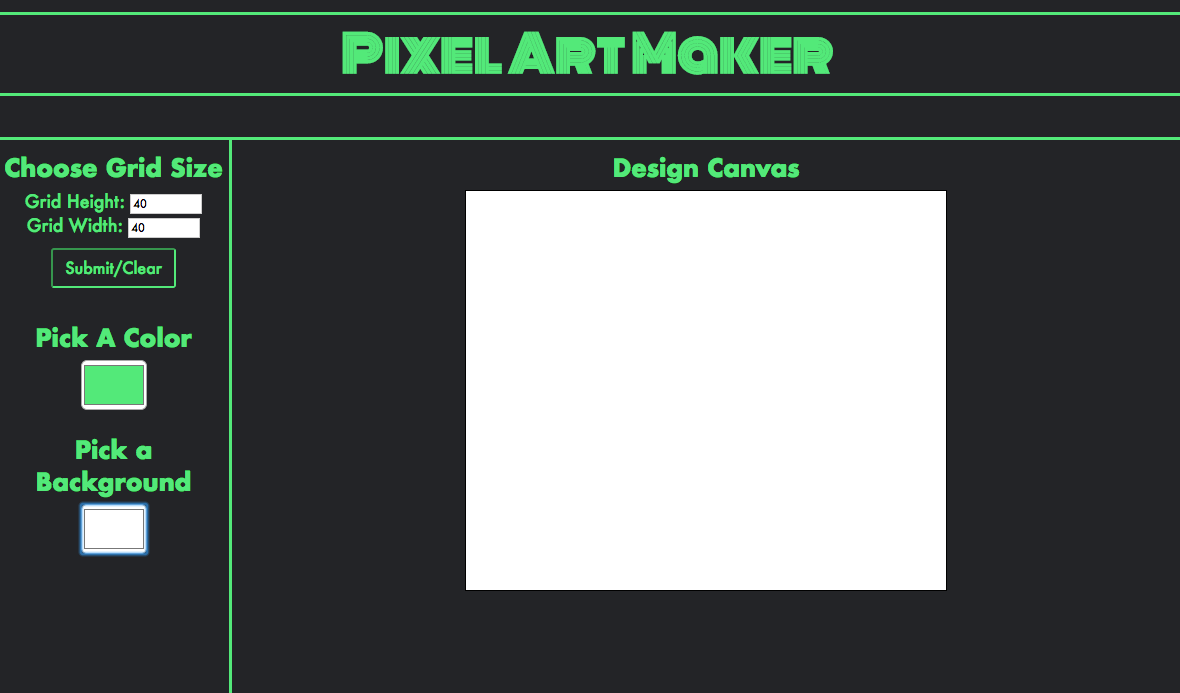 Pixel Art Maker
Choose Grid Size
Design Canvas
Grid Height: 40
Grid Width: 40
Submit/Clear
Pick A Color
Pick a
Background